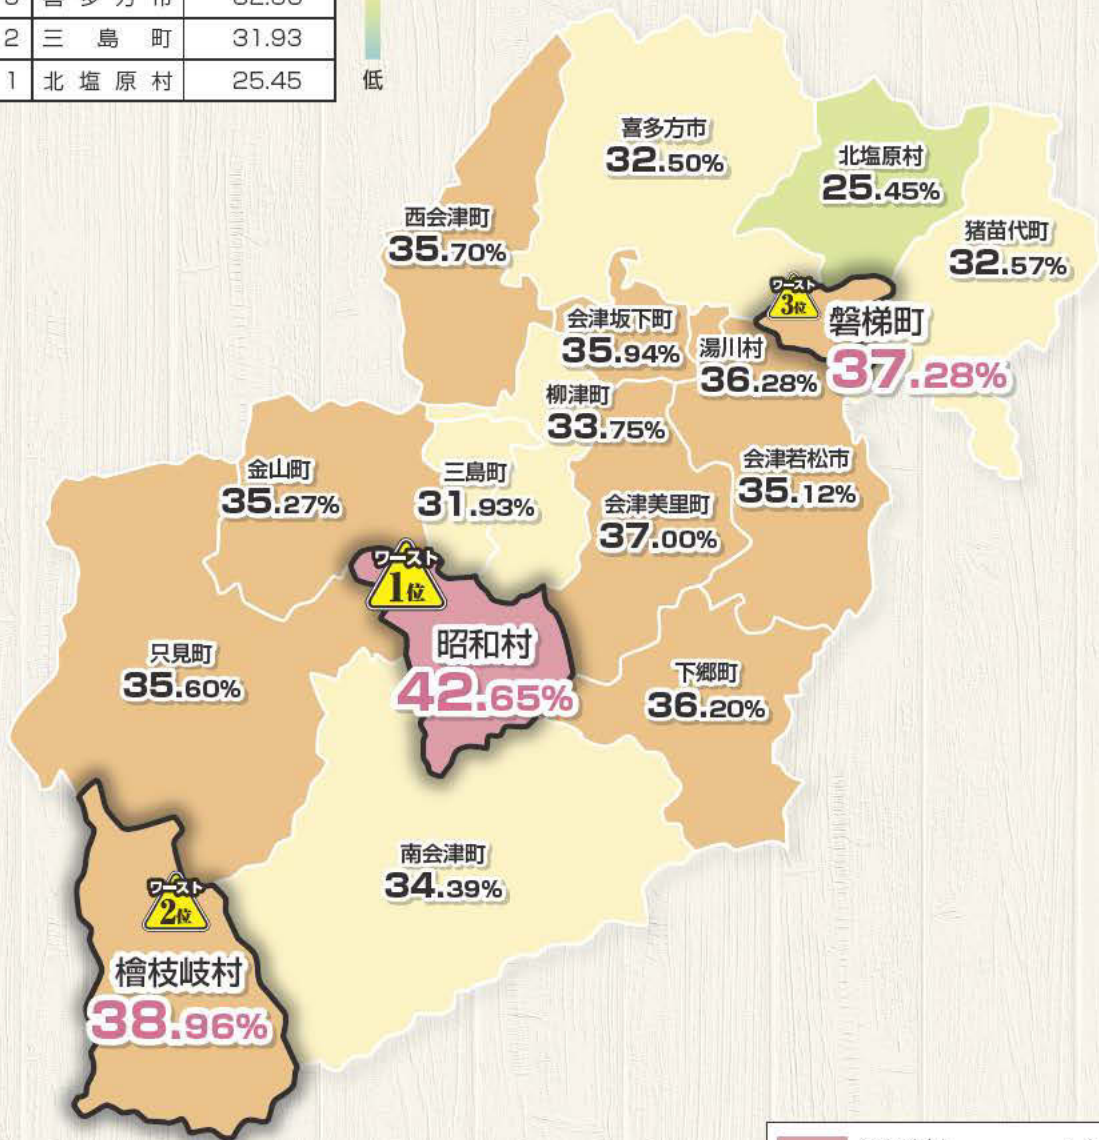 喜多方市
2 三島町 31.93
1 北塩原村 25.45
低
喜多方市
32.50%
北塩原村
25.45%
西会津町
35.70%
猪苗代町
32.57%
ワースト
3位
磐梯町
37.28%
会津坂下町
35.94%
湯川村
36.28%
柳津町
33.75%
金山町
35.27%
三島町
31.93%
会津若松市
35.12%
会津美里町
37.00%
ワースト
1位
昭和村
42.65%
只見町
35.60%
下郷町
36.20%
南会津町
34.39%
ワースト
2位
檜枝岐村
38.96%